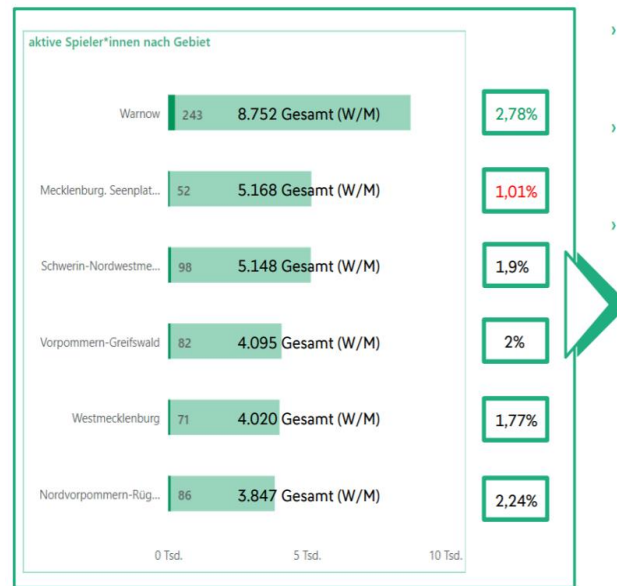 aktive Spieler*innen nach Gebiet
Warnow 243 8.752 Gesamt (W/M) 2,78%
Mecklenburg. Seenplat... 52 5.168 Gesamt (W/M) 1,01%
Schwerin-Nordwestme... 98 5.148 Gesamt (W/M) 1,9%
Vorpommern-Greifswald 82 4.095 Gesamt (W/M) 2%
Westmecklenburg 71 4.020 Gesamt (W/M) 1,77%
Nordvorpommern-Rüg... 86 3.847 Gesamt (W/M) 2,24%
0 Tsd. 5 Tsd. 10 Tsd.